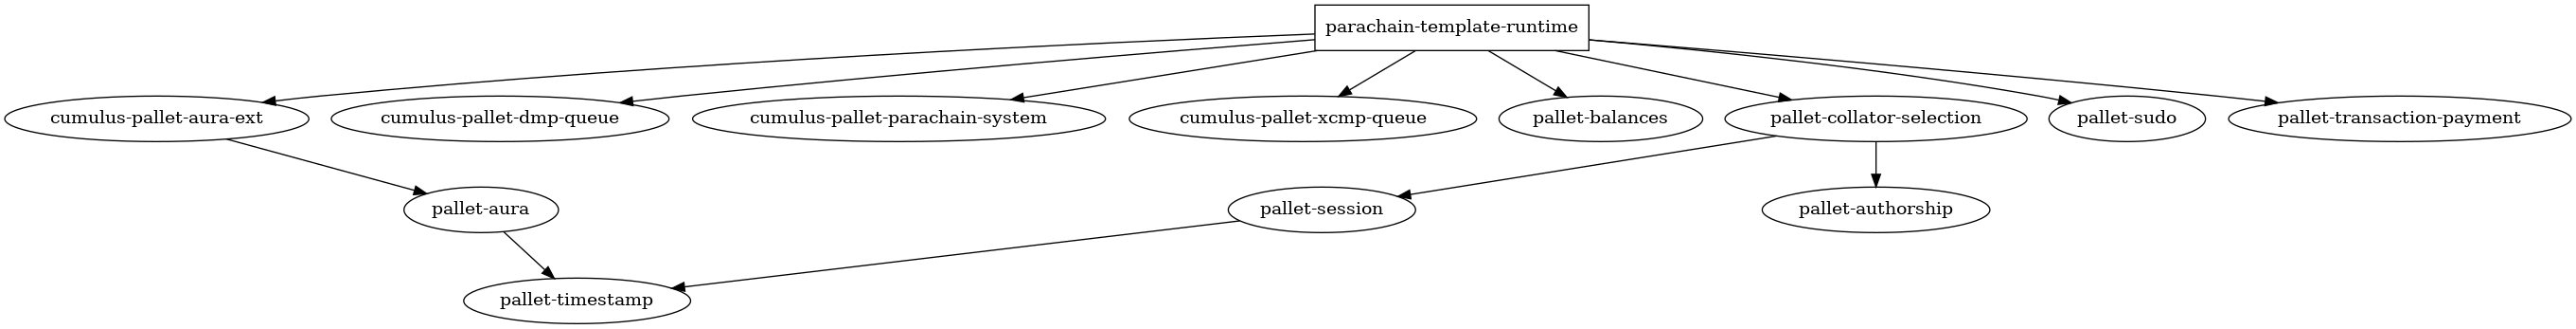 parachain-template-runtime
cumulus-pallet-aura-ext
cumulus-pallet-dmp-queue
cumulus-pallet-parachain-system
cumulus-pallet-xcmp-queue
pallet-balances
pallet-collator-selection
pallet-sudo
pallet-transaction-payment
pallet-aura
pallet-session
pallet-authorship
pallet-timestamp